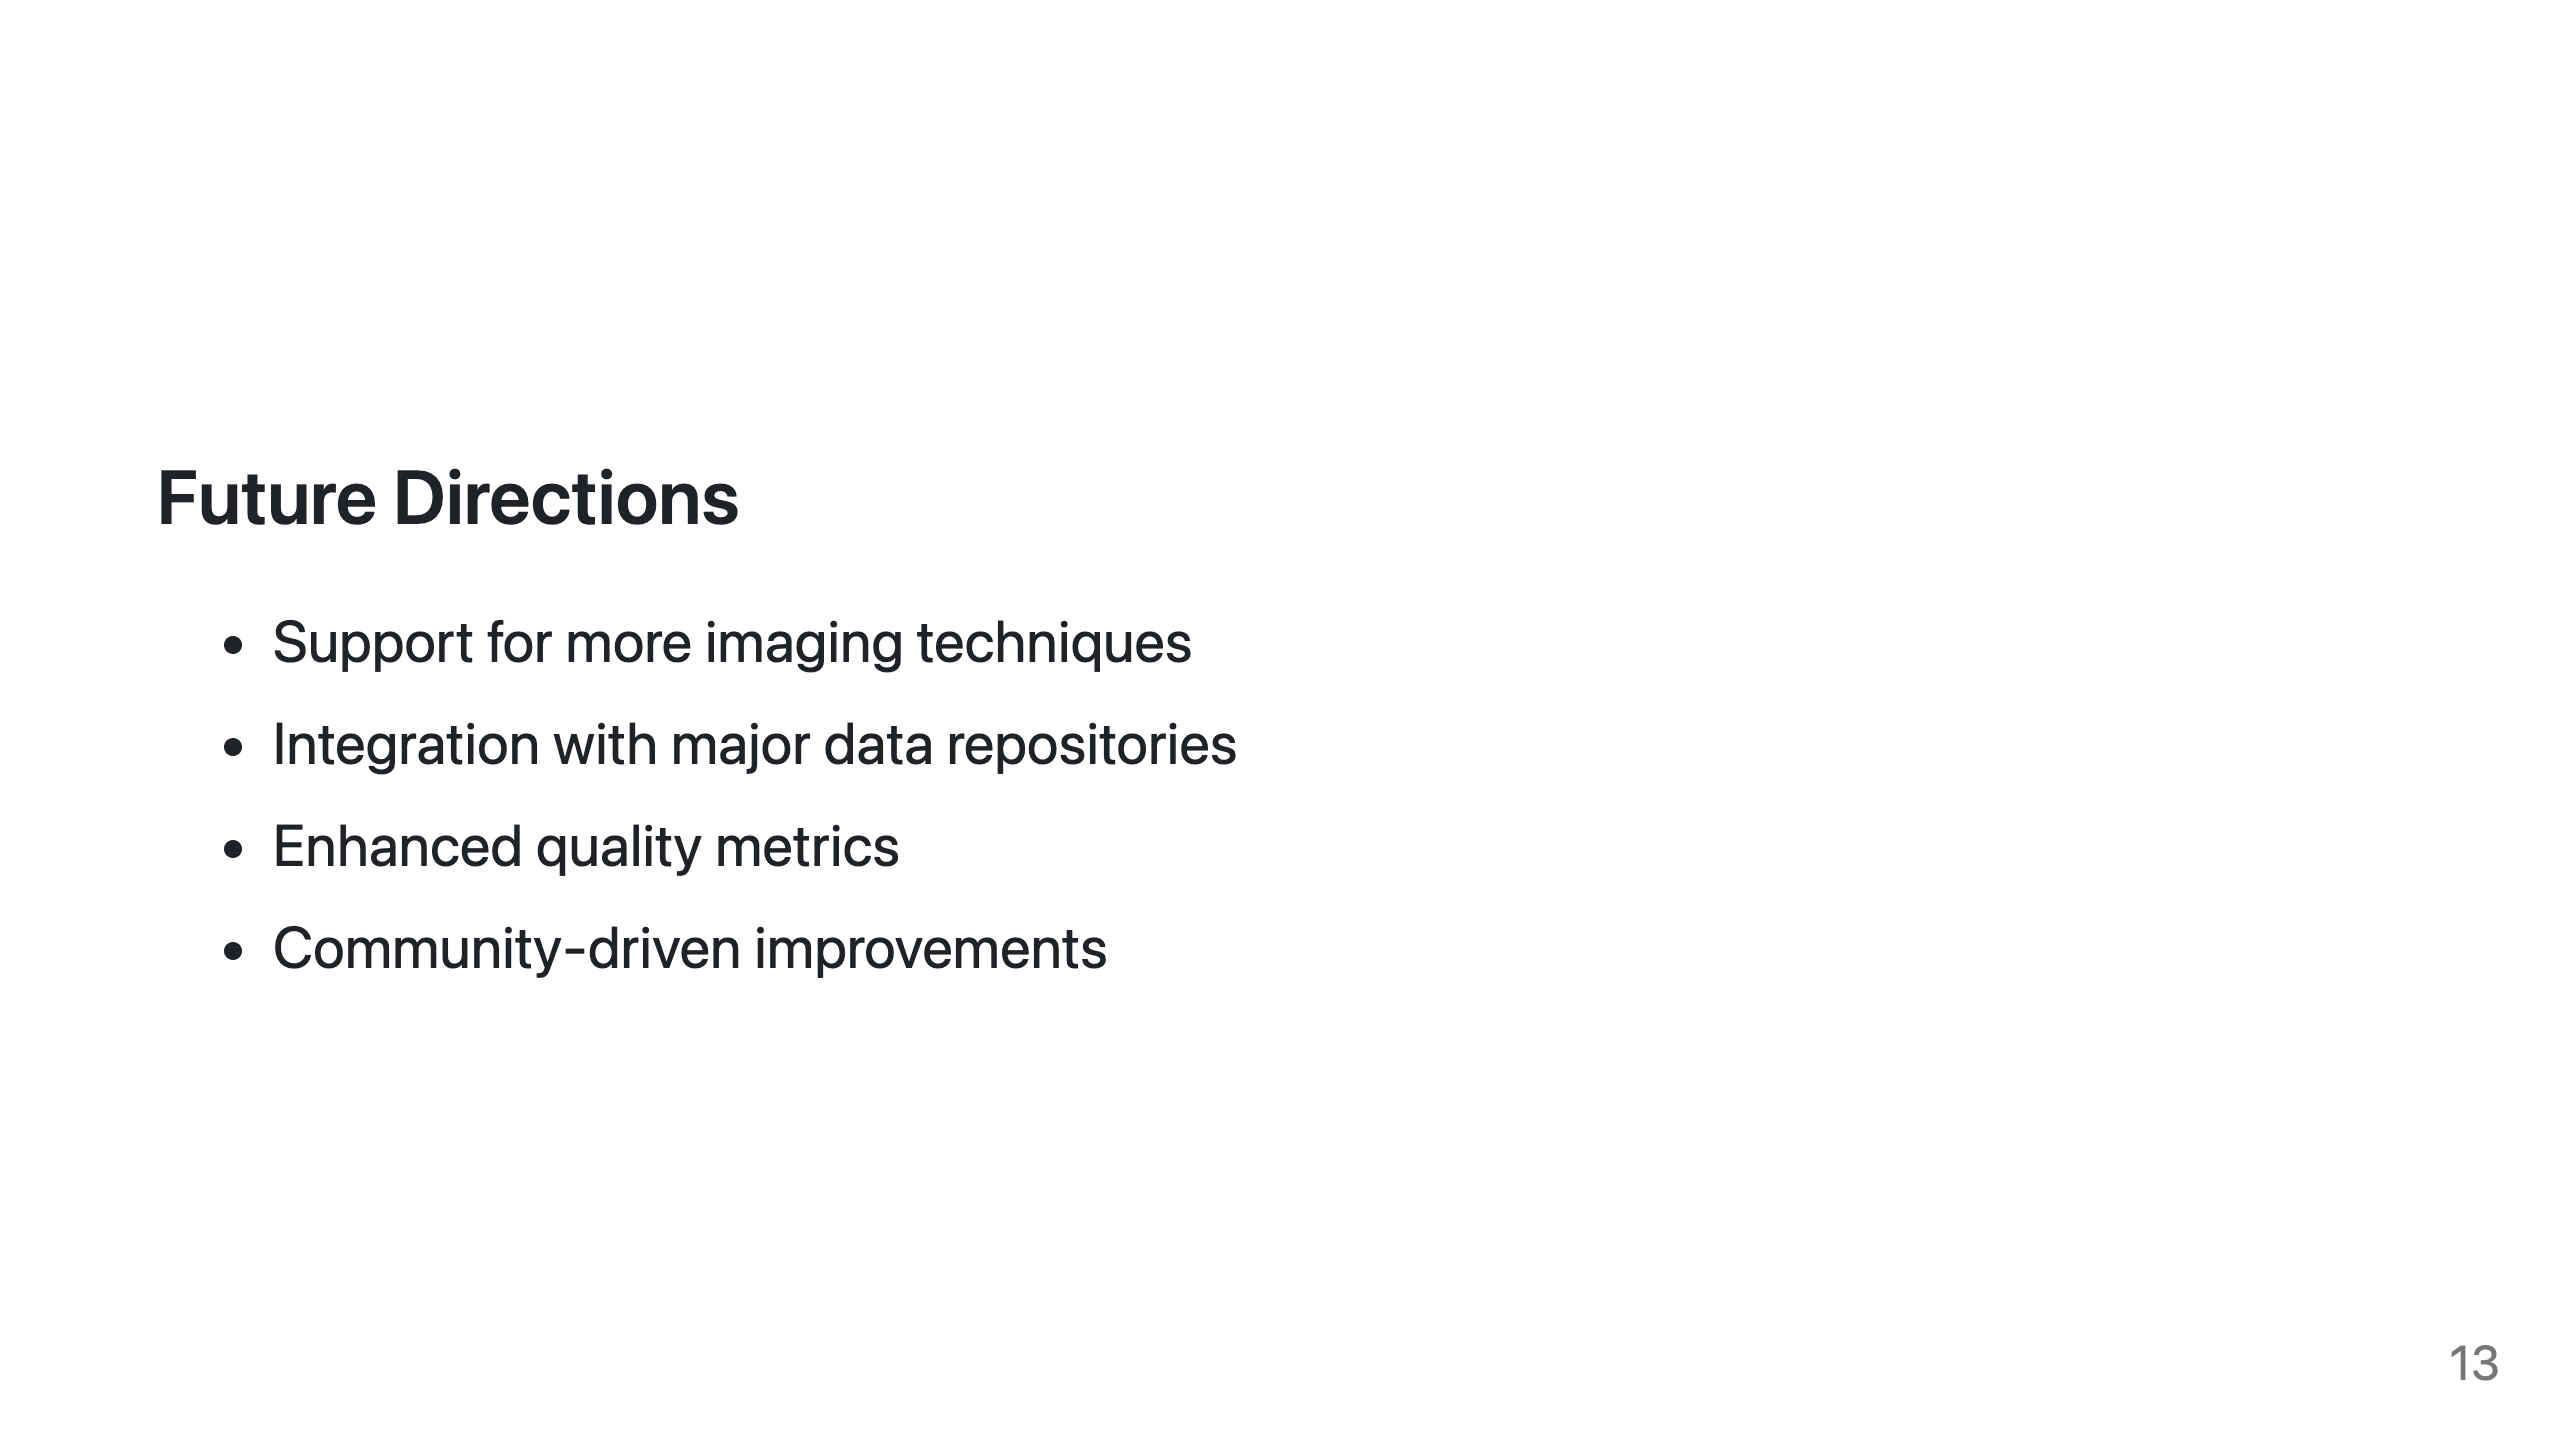 Future Directions
Support for more imaging techniques
Integration with major data repositories
Enhanced quality metrics
Community-driven improvements
13